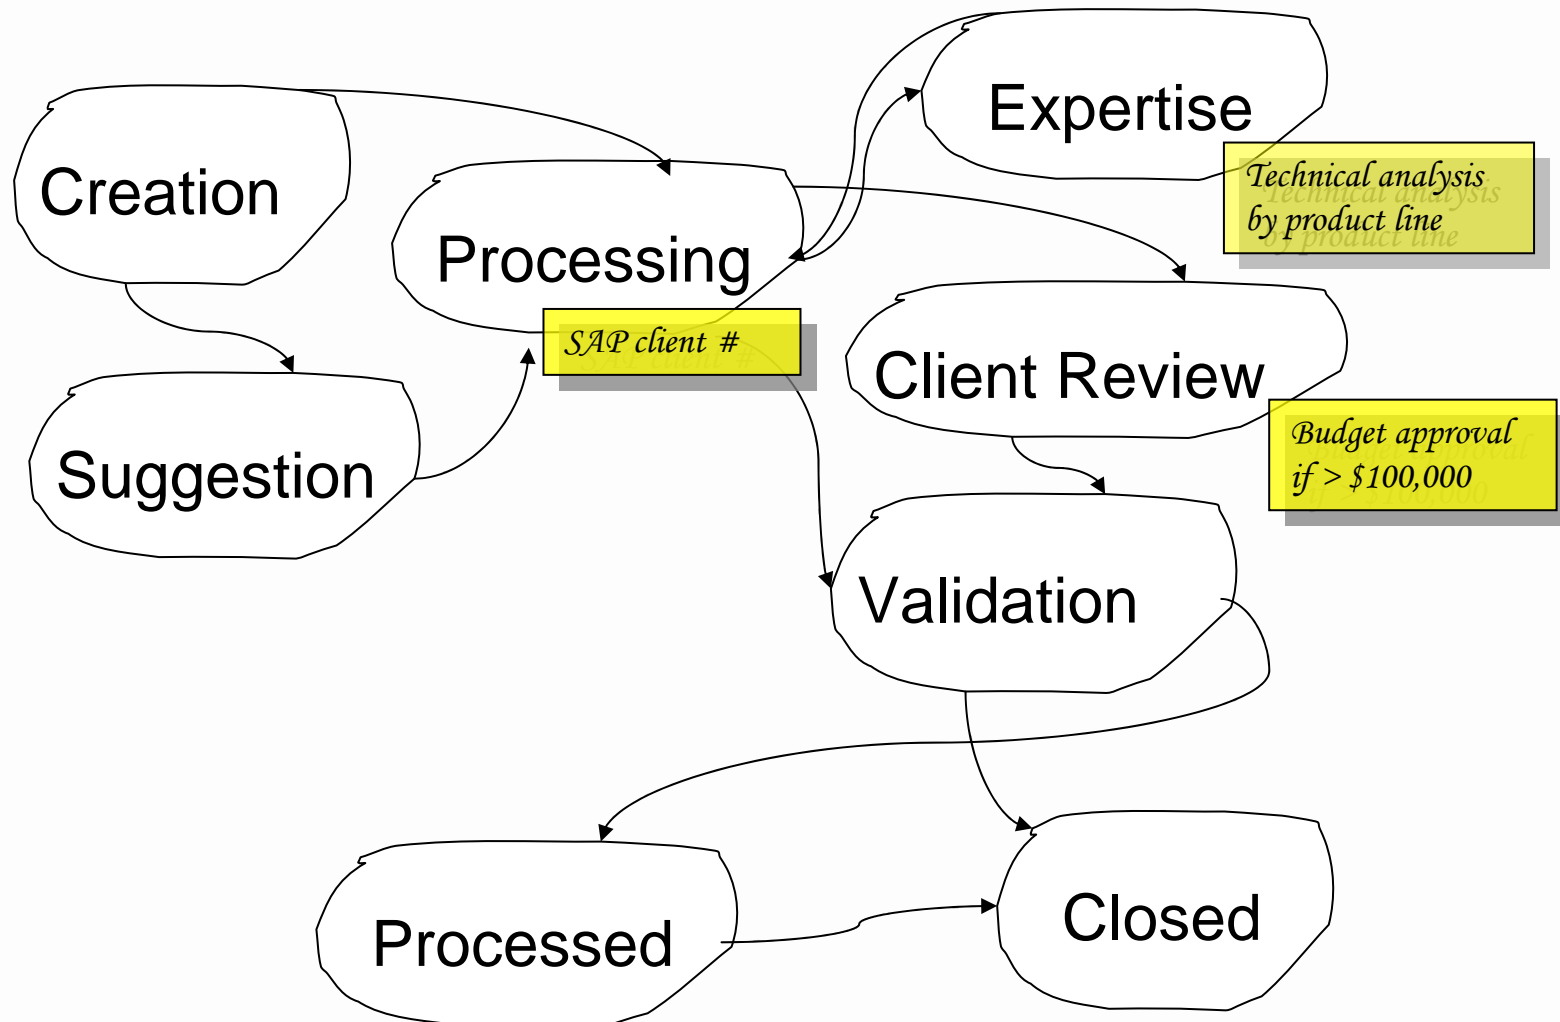 Expertise
Technical analysis
by product line
Creation
Processing
SAP client #
Client Review
Budget approval
if > $100,000
Suggestion
Validation
Processed
Closed